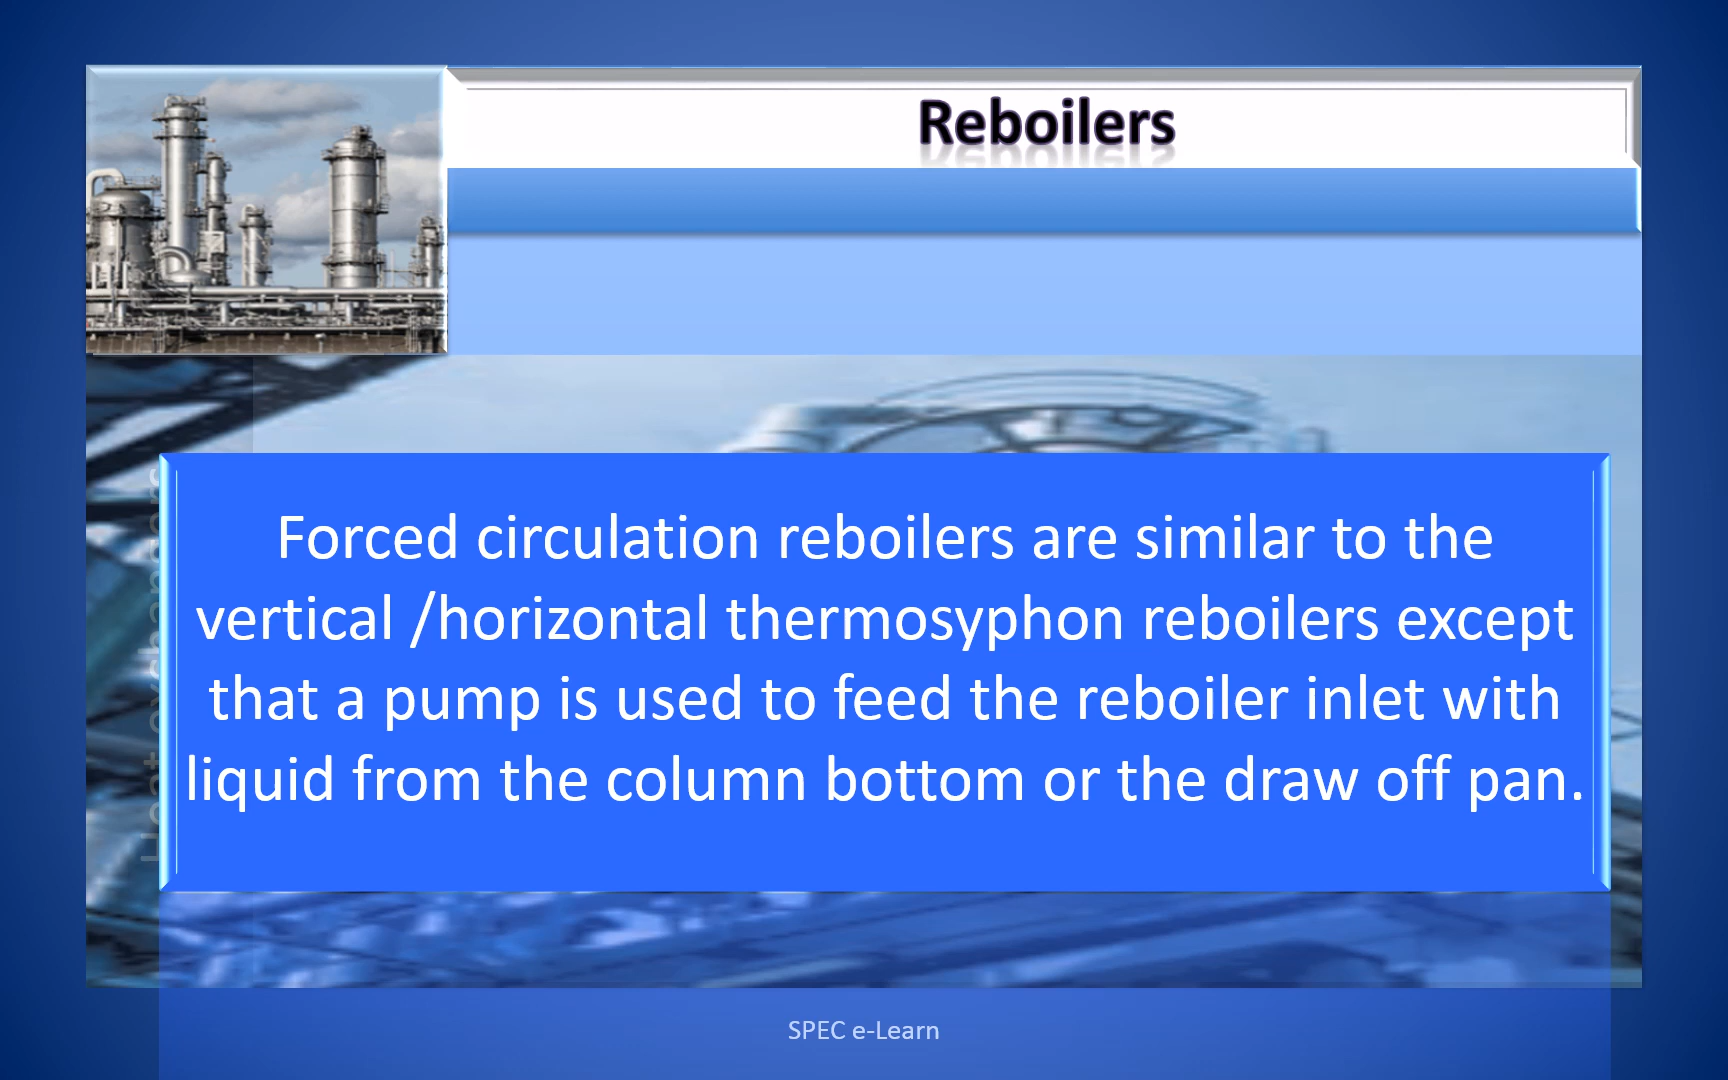 Reboilers
Forced circulation reboilers are similar to the
vertical /horizontal thermosyphon reboilers except
that a pump is used to feed the reboiler inlet with
liquid from the column bottom or the draw off pan.
SPEC e-Learn